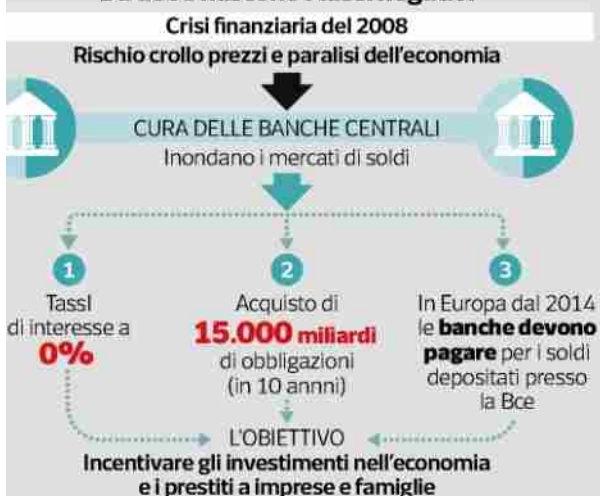 Crisi finanziaria del 2008
Rischio crollo prezzi e paralisi dell'economia
CURA DELLE BANCHE CENTRALI
Inondano i mercati di soldi
1
TassI
di interesse a
0%
2
Acquisto di
15.000 miliardi
di obbligazioni
(in 10 annni)
3
In Europa dal 2014
le banche devono
pagare per i soldi
depositati presso
la Bce
L'OBIETTIVO
Incentivare gli investimenti nell'economia
e i prestiti a imprese e famiglie